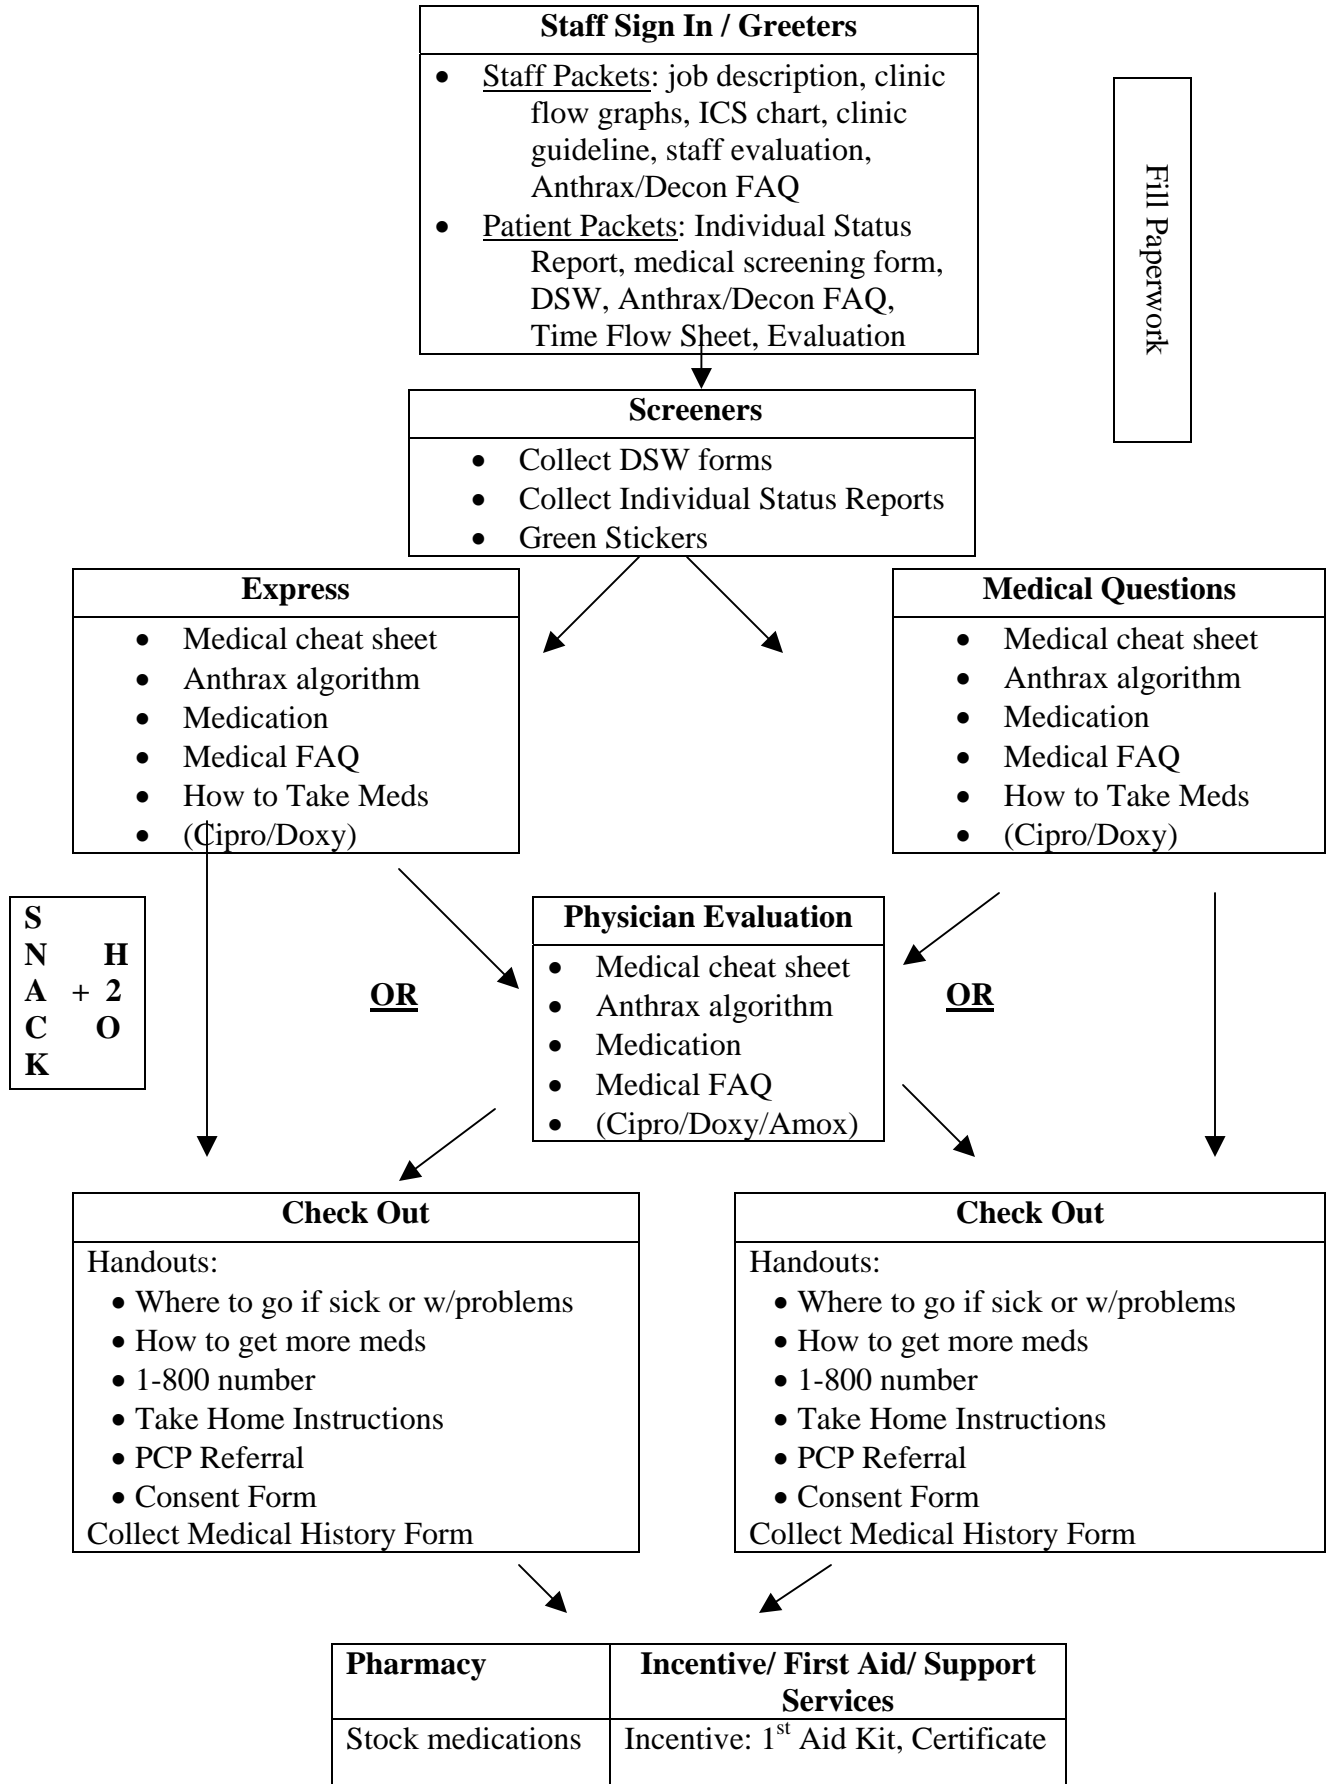 Staff Sign In / Greeters
• Staff Packets: job description, clinic
flow graphs, ICS chart, clinic
guideline, staff evaluation,
Anthrax/Decon FAQ
• Patient Packets: Individual Status
Report, medical screening form,
DSW, Anthrax/Decon FAQ,
Time Flow Sheet, Evaluation
Fill Paperwork
Screeners
• Collect DSW forms
• Collect Individual Status Reports
• Green Stickers
Express
• Medical cheat sheet
• Anthrax algorithm
• Medication
• Medical FAQ
• How to Take Meds
• (Cipro/Doxy)
Medical Questions
• Medical cheat sheet
• Anthrax algorithm
• Medication
• Medical FAQ
• How to Take Meds
• (Cipro/Doxy)
S
N H
A + 2
C O
K
OR
Physician Evaluation
• Medical cheat sheet
• Anthrax algorithm
• Medication
• Medical FAQ
• (Cipro/Doxy/Amox)
OR
Check Out
Handouts:
• Where to go if sick or w/problems
• How to get more meds
• 1-800 number
• Take Home Instructions
• PCP Referral
• Consent Form
Collect Medical History Form
Check Out
Handouts:
• Where to go if sick or w/problems
• How to get more meds
• 1-800 number
• Take Home Instructions
• PCP Referral
• Consent Form
Collect Medical History Form
Pharmacy
Stock medications
Incentive/ First Aid/ Support
Services
Incentive: 1st Aid Kit, Certificate